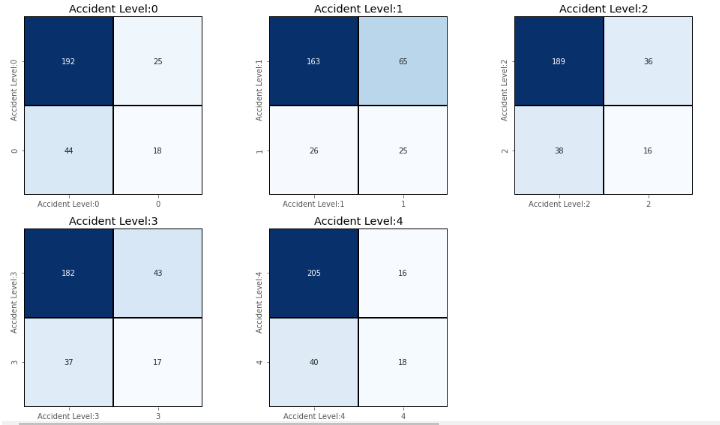 Accident Level:0
Accident Level:0
192
25
0
44
18
Accident Level:0
0
Accident Level:1
Accident Level:1
163
65
1
26
25
Accident Level:1
1
Accident Level:2
Accident Level:2
189
36
2
38
16
Accident Level:2
2
Accident Level:3
Accident Level:3
182
43
3
37
17
Accident Level:3
3
Accident Level:4
Accident Level:4
205
16
4
40
18
Accident Level:4
4